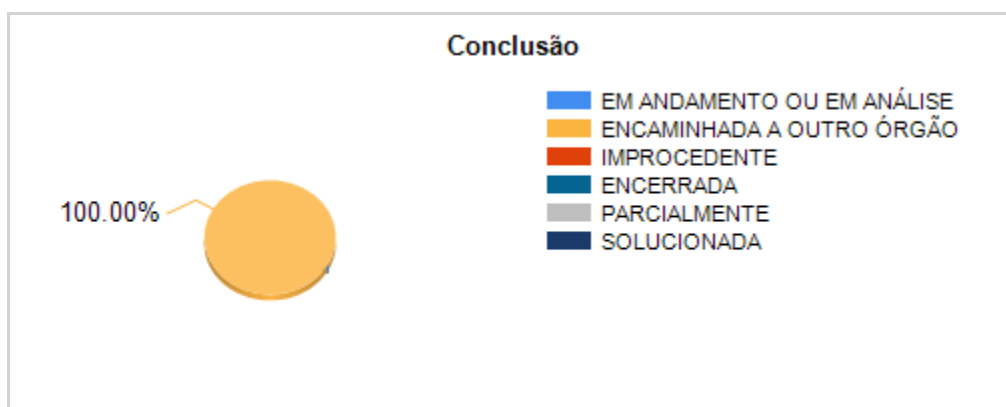 Conclusão
EM ANDAMENTO OU EM ANÁLISE
ENCAMINHADA A OUTRO ÓRGÃO
IMPROCEDENTE
ENCERRADA
PARCIALMENTE
SOLUCIONADA
100.00%